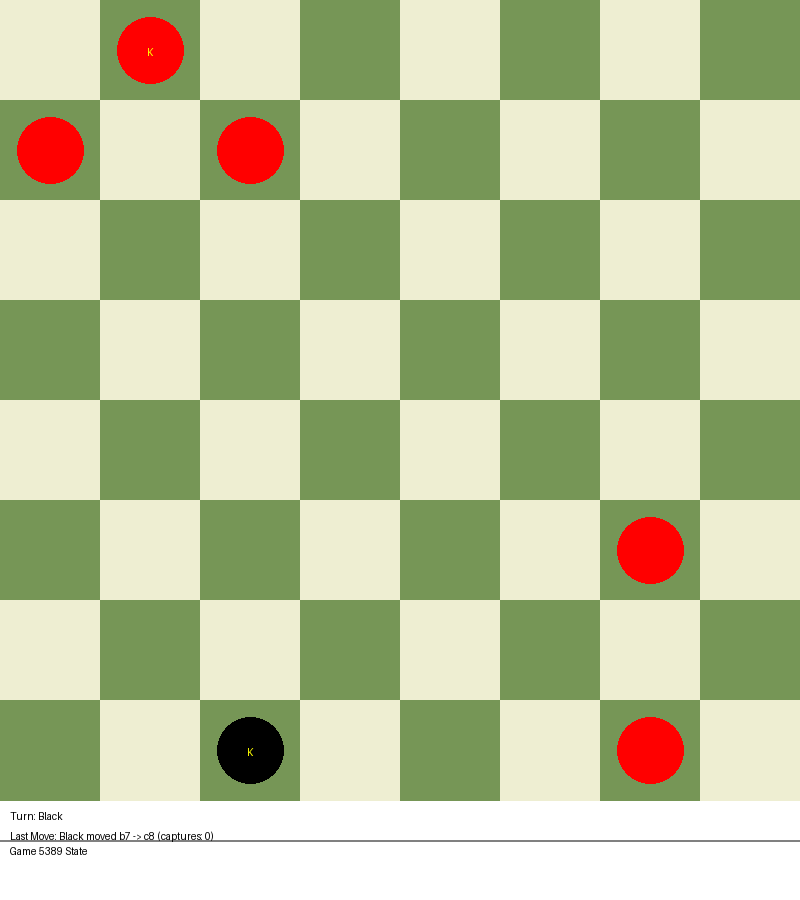 K
K
Turn: Black
Last Move: Black moved b7 -> c8 (captures: 0)
Game 5389 State